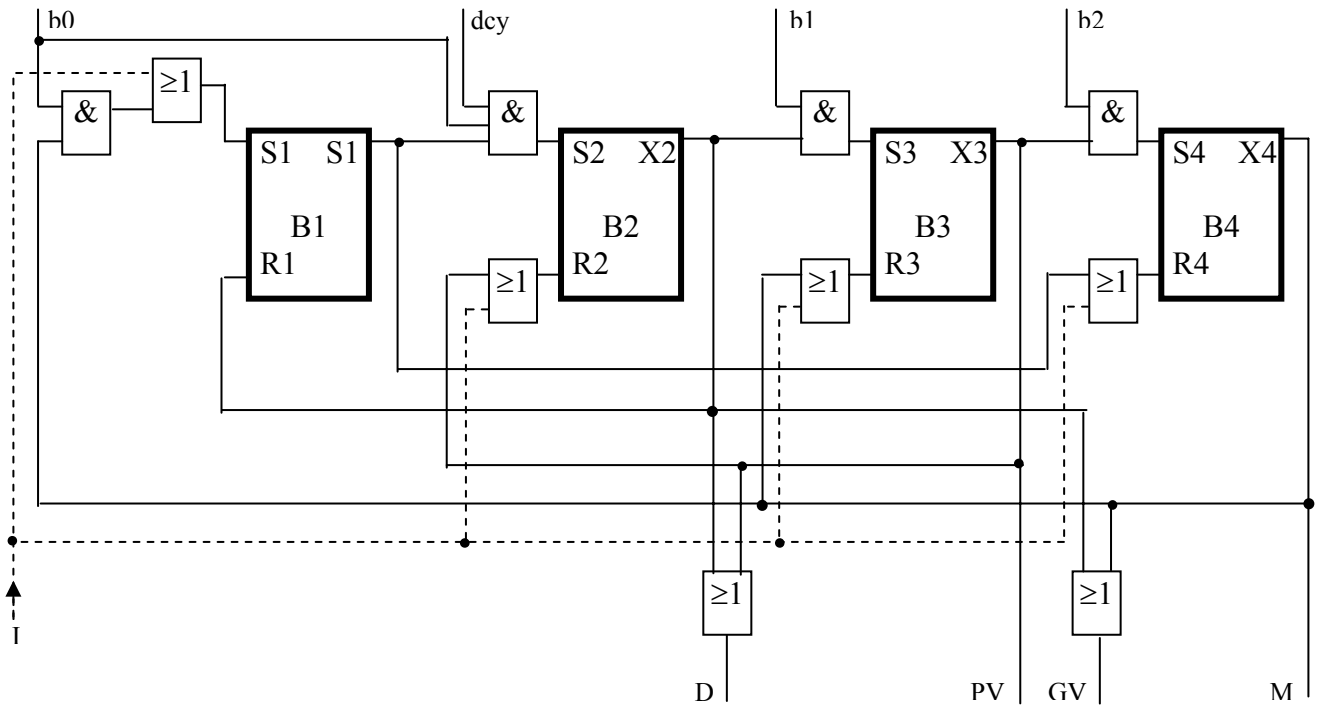 b0 dcy b1 b2
≥1
& & & &
S1 S1 S2 X2 S3 X3 S4 X4
B1 B2 B3 B4
R1 R2 R3 R4
≥1 ≥1 ≥1
≥1 ≥1
I
D PV GV M